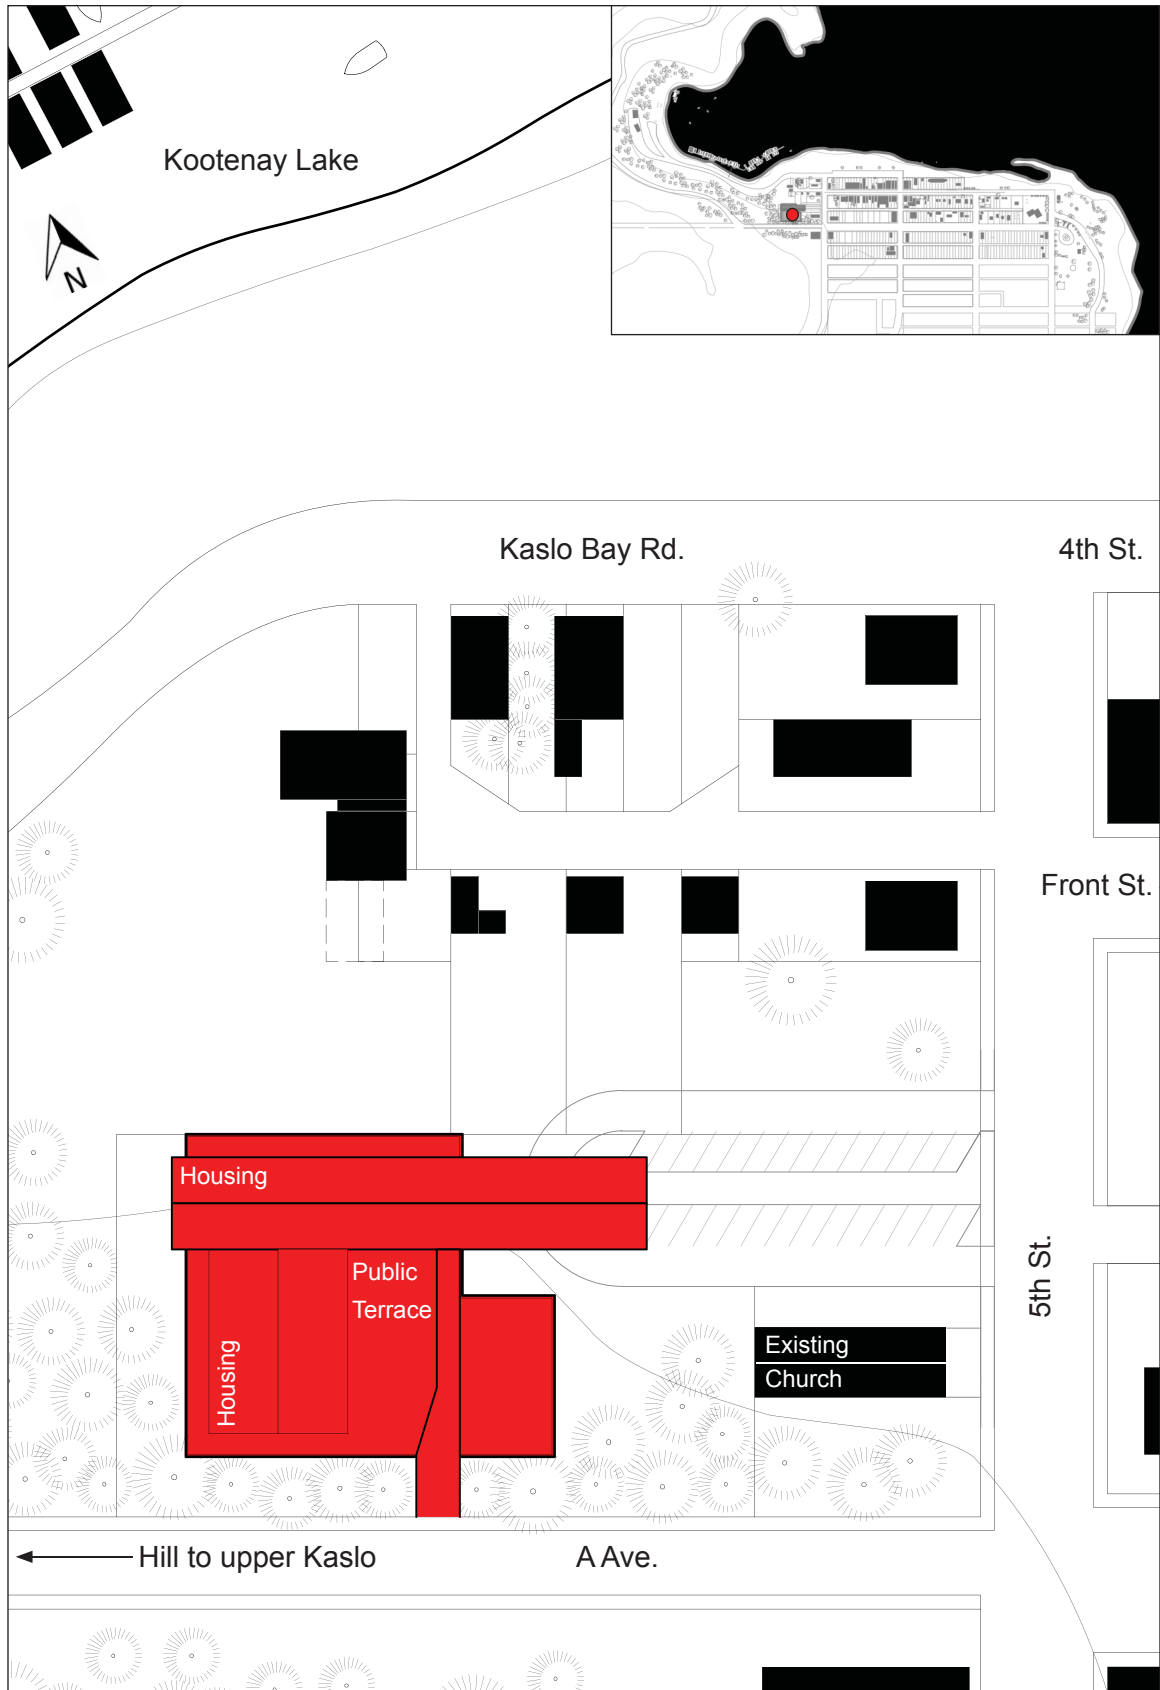 Kootenay Lake
N
Kaslo Bay Rd.
4th St.
Front St.
Housing
Public
Terrace
Housing
5th St.
Existing
Church
Hill to upper Kaslo
A Ave.